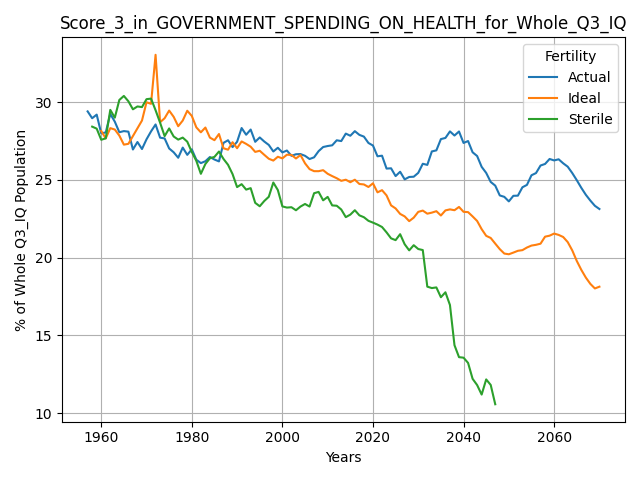 Score_3_in_GOVERNMENT_SPENDING_ON_HEALTH_for_Whole_Q3_IQ
Fertility
Actual
Ideal
Sterile
% of Whole Q3_IQ Population
30
25
20
15
10
1960
1980
2000
2020
2040
2060
Years